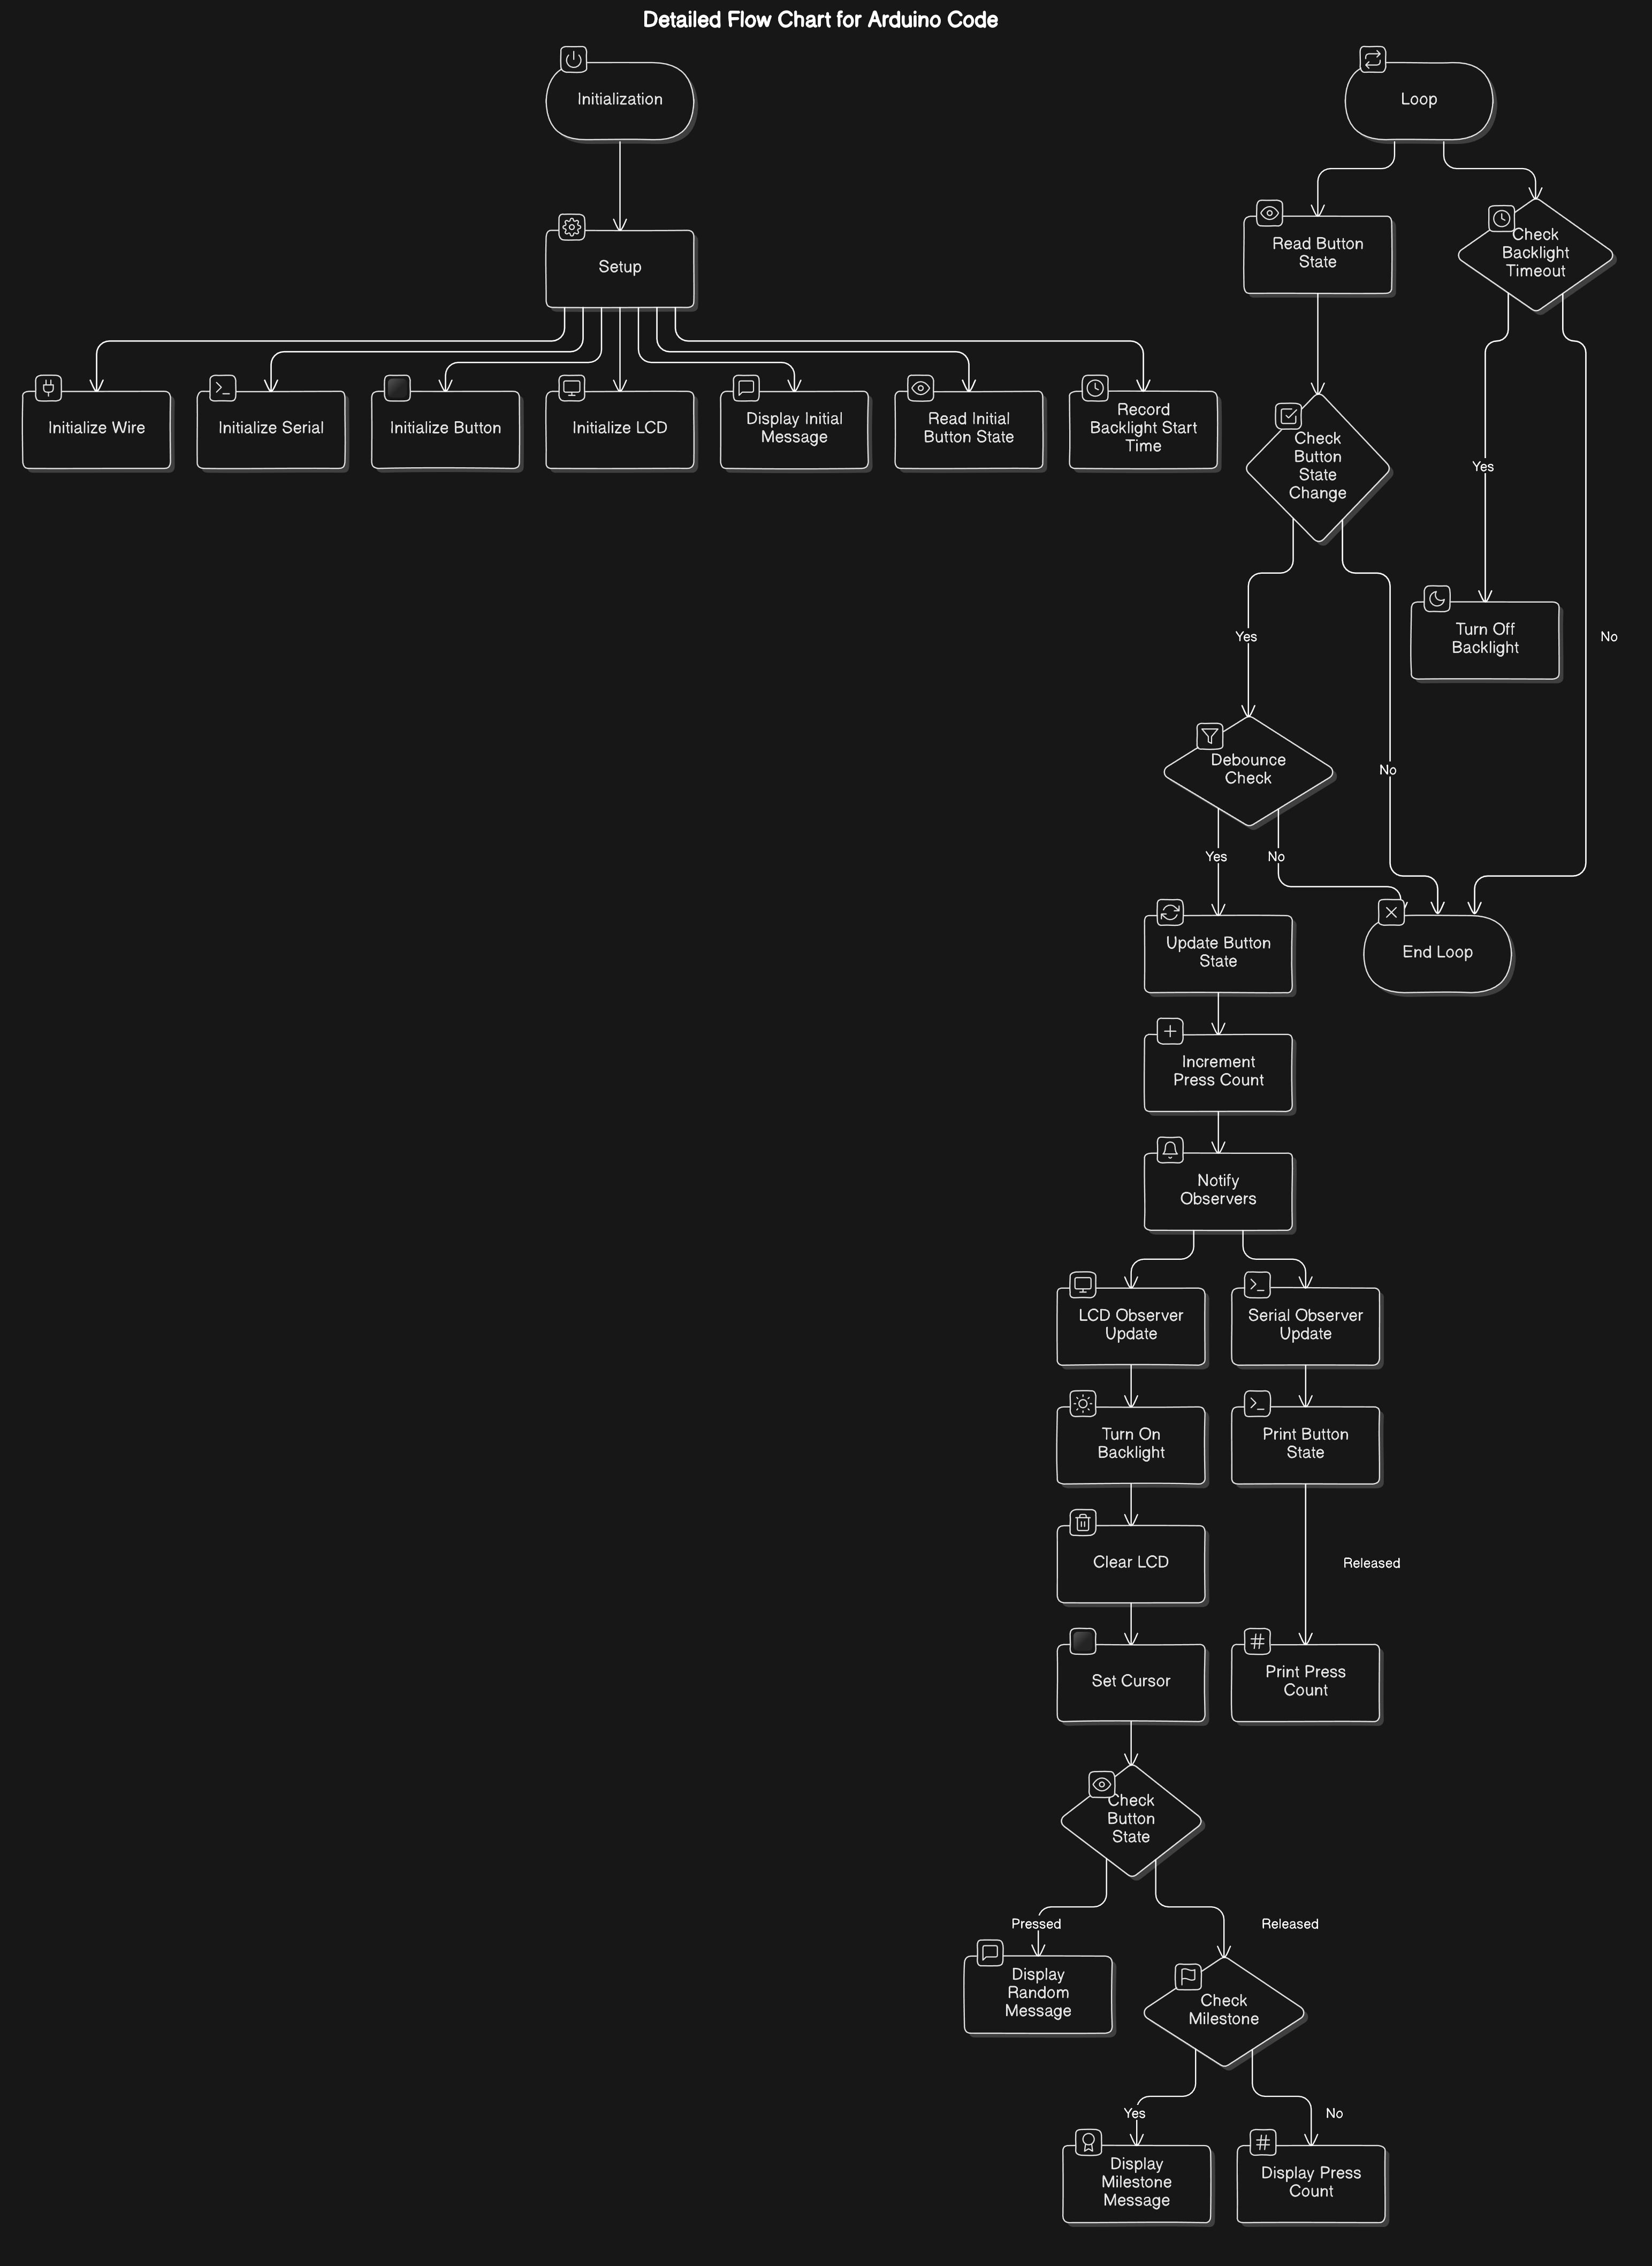 Detailed Flow Chart for Arduino Code
Initialization
Loop
Setup
Read Button
State
Check
Backlight
Timeout
Initialize Wire
Initialize Serial
Initialize Button
Initialize LCD
Display Initial
Message
Read Initial
Button State
Record
Backlight Start
Time
Check
Button
State
Change
Yes
Yes
Turn Off
Backlight
No
Debounce
Check
No
Yes
No
Update Button
State
End Loop
Increment
Press Count
Notify
Observers
LCD Observer
Update
Serial Observer
Update
Turn On
Backlight
Print Button
State
Clear LCD
Released
Set Cursor
Print Press
Count
Check
Button
State
Pressed
Released
Display
Random
Message
Check
Milestone
Yes
No
Display
Milestone
Message
Display Press
Count